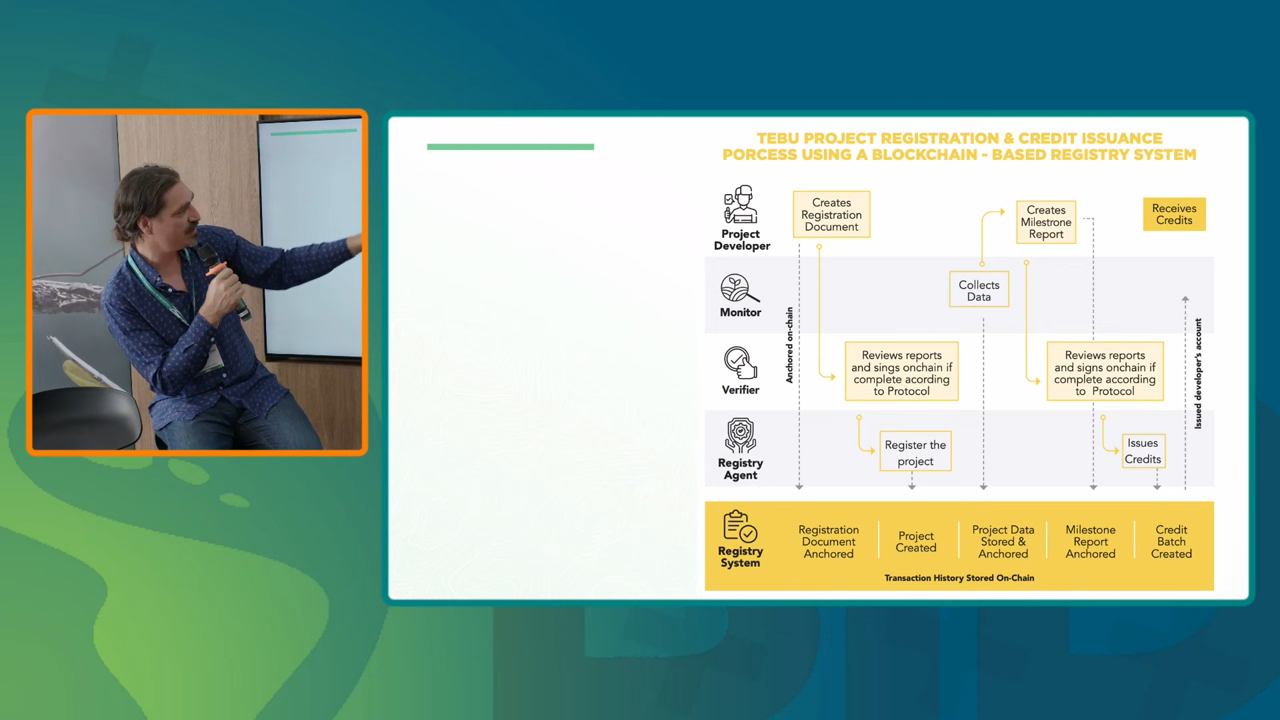 TEBU PROJECT REGISTRATION & CREDIT ISSUANCE
PORCESS USING A BLOCKCHAIN - BASED REGISTRY SYSTEM
Project
Developer
Creates
Registration
Document
Creates
Milestrone
Report
Receives
Credits
Monitor
Collects
Data
Anchored on-chain
Issued developer's account
Verifier
Reviews reports
and sings onchain if
complete acording
to Protocol
Reviews reports
and signs onchain if
complete according
to Protocol
Registry
Agent
Register the
project
Issues
Credits
Registry
System
Registration
Document
Anchored
Project
Created
Project Data
Stored &
Anchored
Milestone
Report
Anchored
Credit
Batch
Created
Transaction History Stored On-Chain